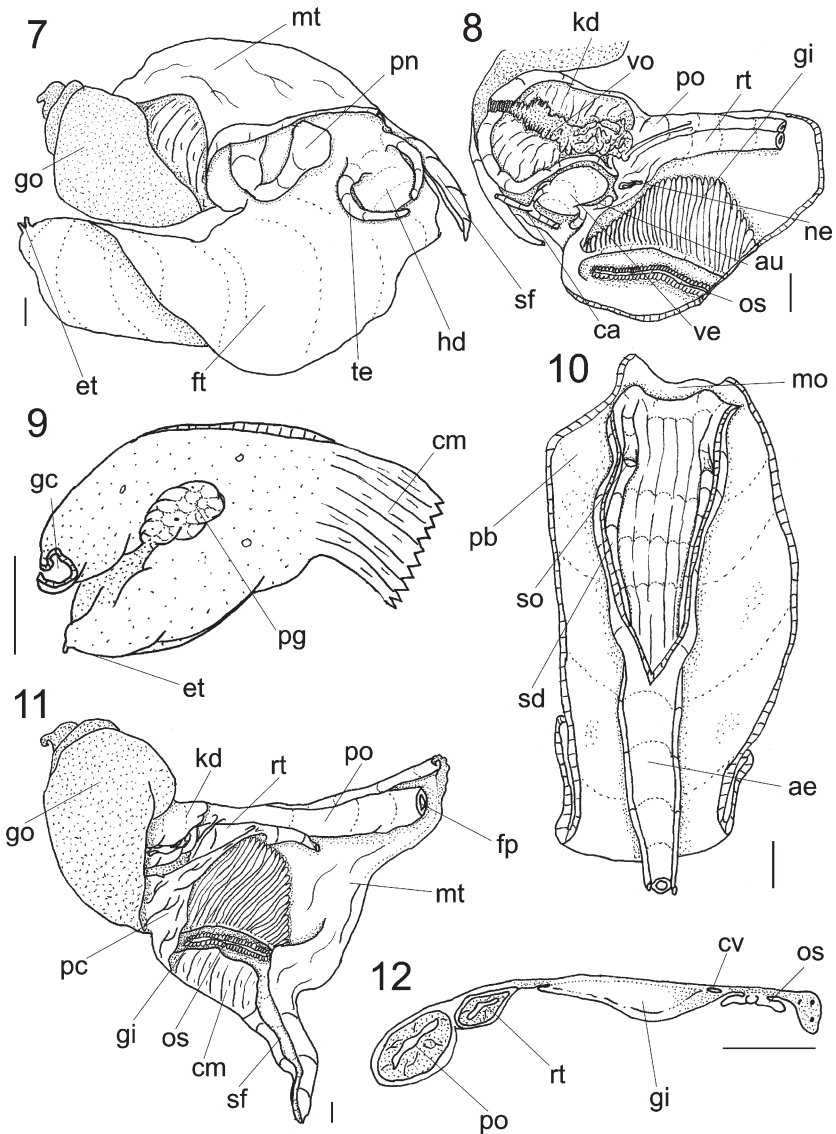 7
mt
pn
go
et
ft
te
hd
sf
8
kd
vo
po
rt
gi
ne
au
os
ve
ca
9
gc
cm
pg
et
10
mo
pb
so
sd
ae
11
kd
rt
po
go
fp
mt
pc
gi
os
cm
sf
12
cv
os
rt
gi
po